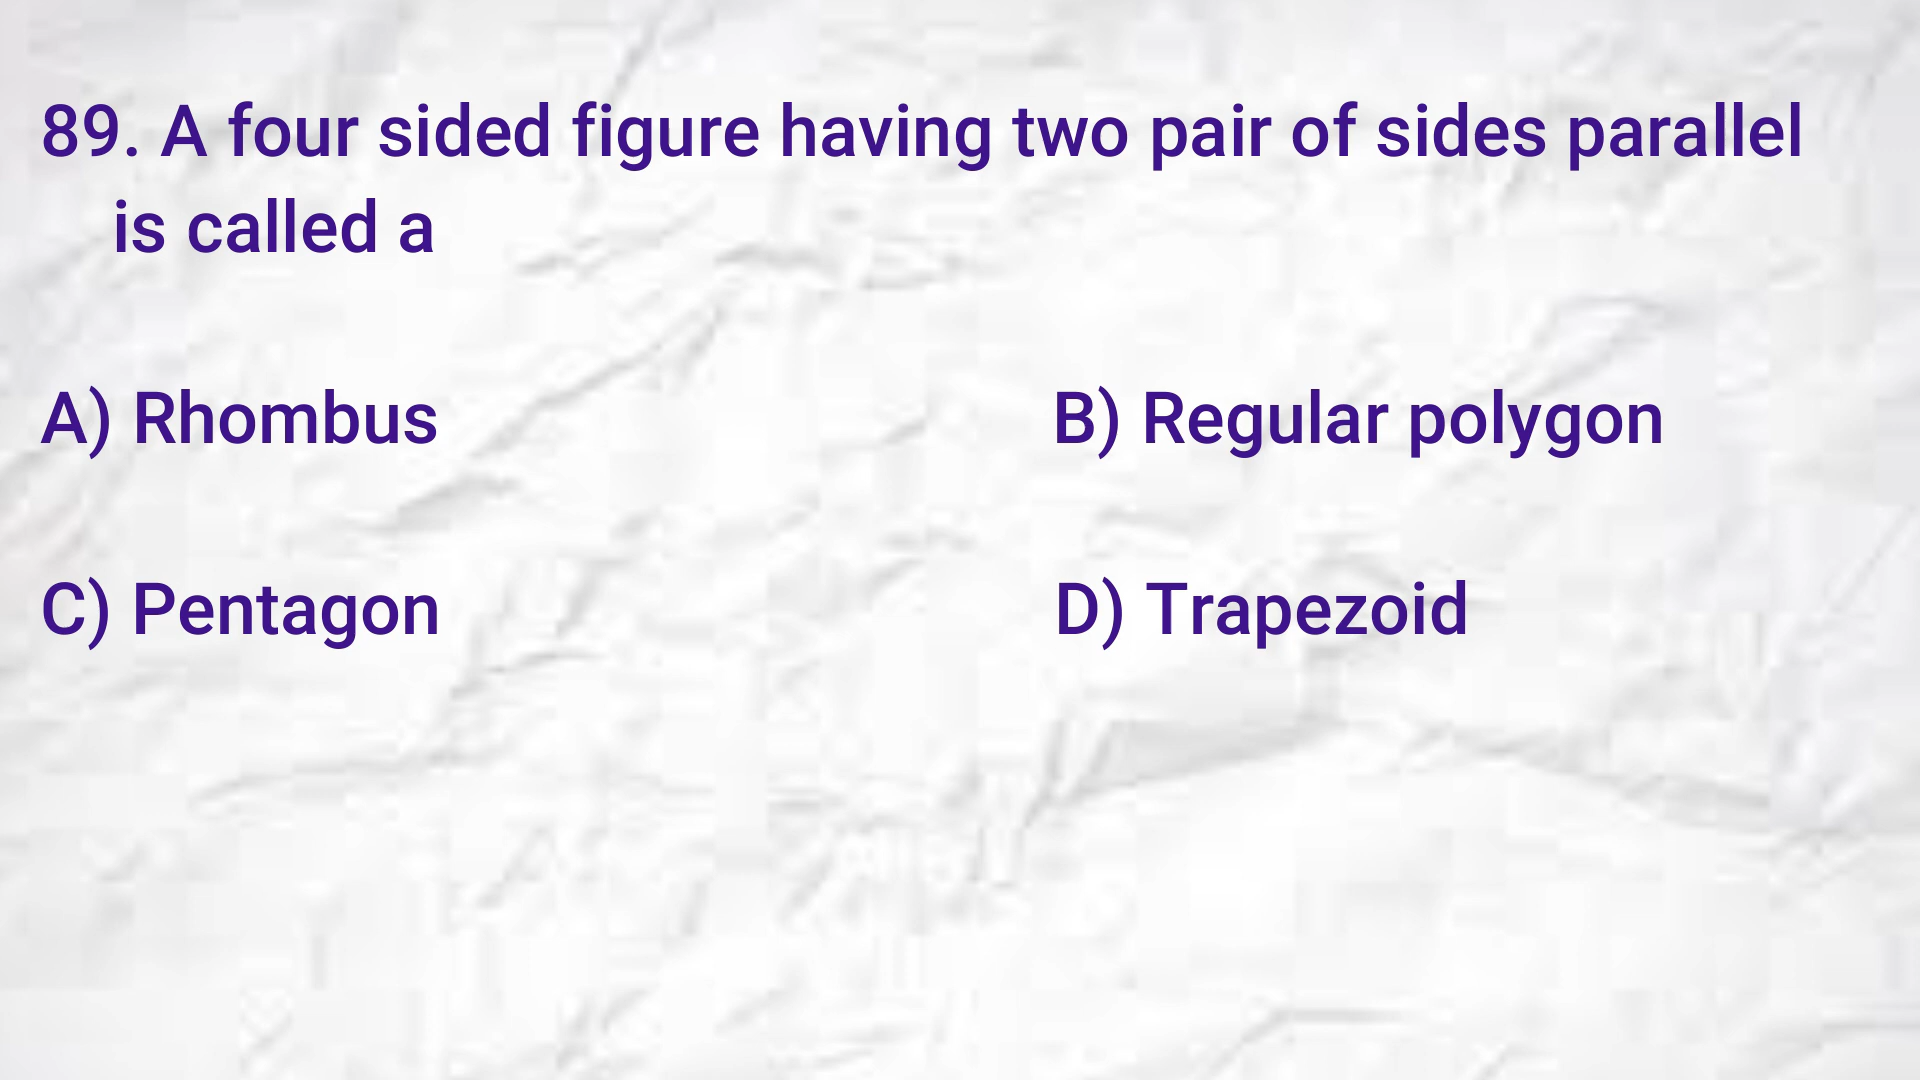 89. A four sided figure having two pair of sides parallel
is called a
A) Rhombus B) Regular polygon
C) Pentagon D) Trapezoid